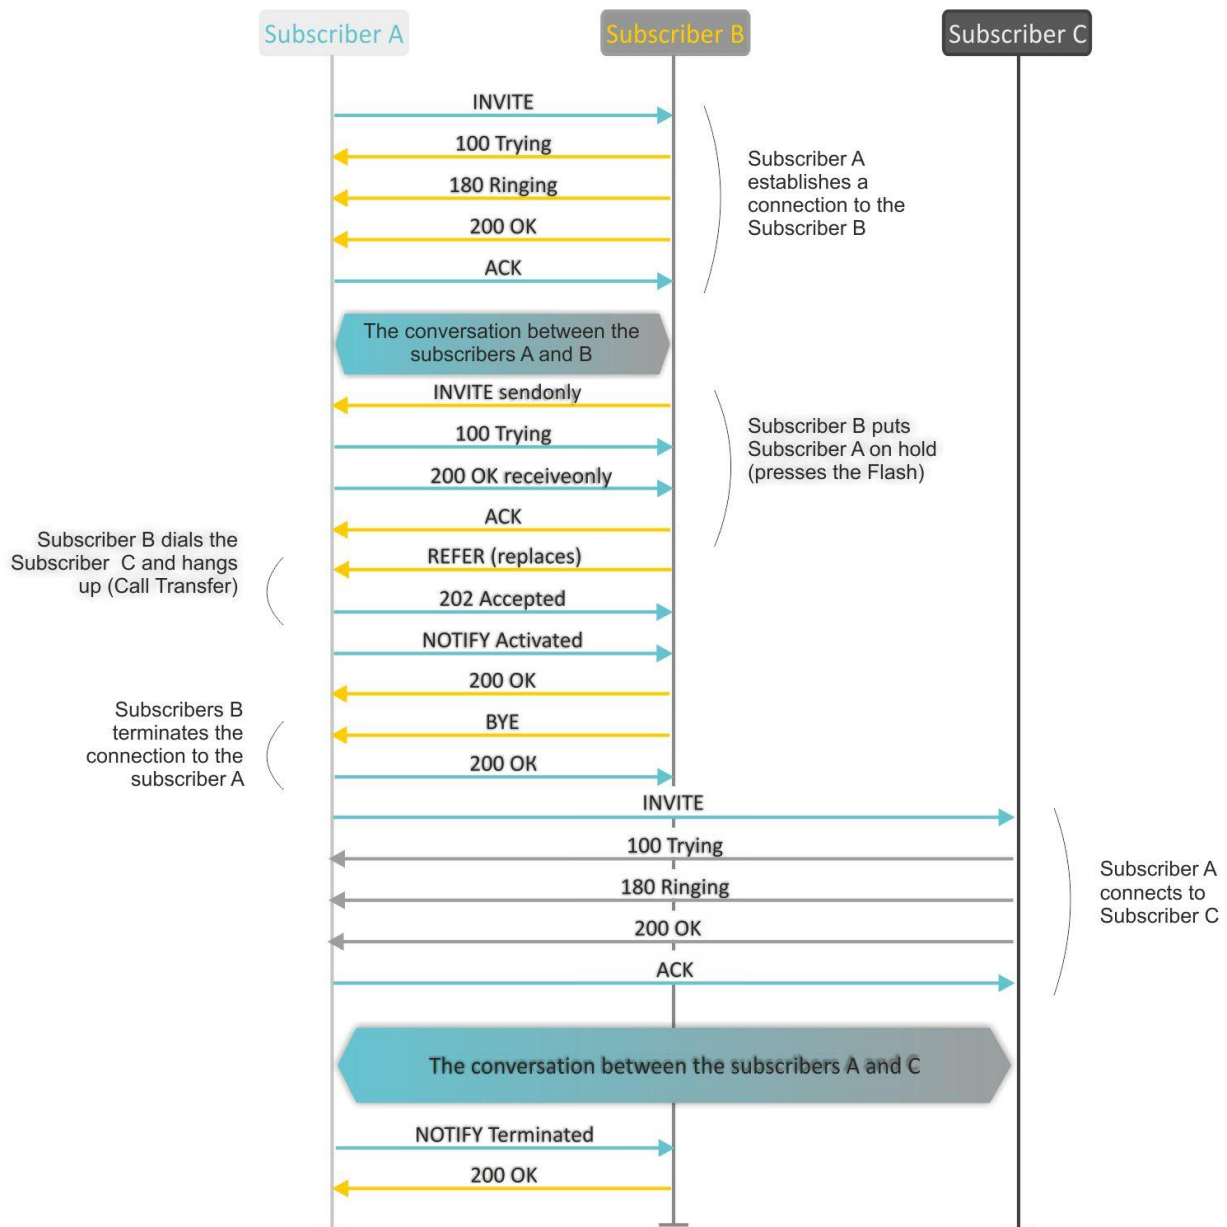 Subscriber A
Subscriber B
Subscriber C
INVITE
100 Trying
180 Ringing
200 OK
ACK
Subscriber A
establishes a
connection to the
Subscriber B
The conversation between the
subscribers A and B
INVITE sendonly
100 Trying
200 OK receiveonly
ACK
Subscriber B puts
Subscriber A on hold
(presses the Flash)
Subscriber B dials the
Subscriber C and hangs
up (Call Transfer)
REFER (replaces)
202 Accepted
NOTIFY Activated
200 OK
Subscribers B
terminates the
connection to the
subscriber A
BYE
200 OK
INVITE
100 Trying
180 Ringing
200 OK
ACK
Subscriber A
connects to
Subscriber C
The conversation between the subscribers A and C
NOTIFY Terminated
200 OK